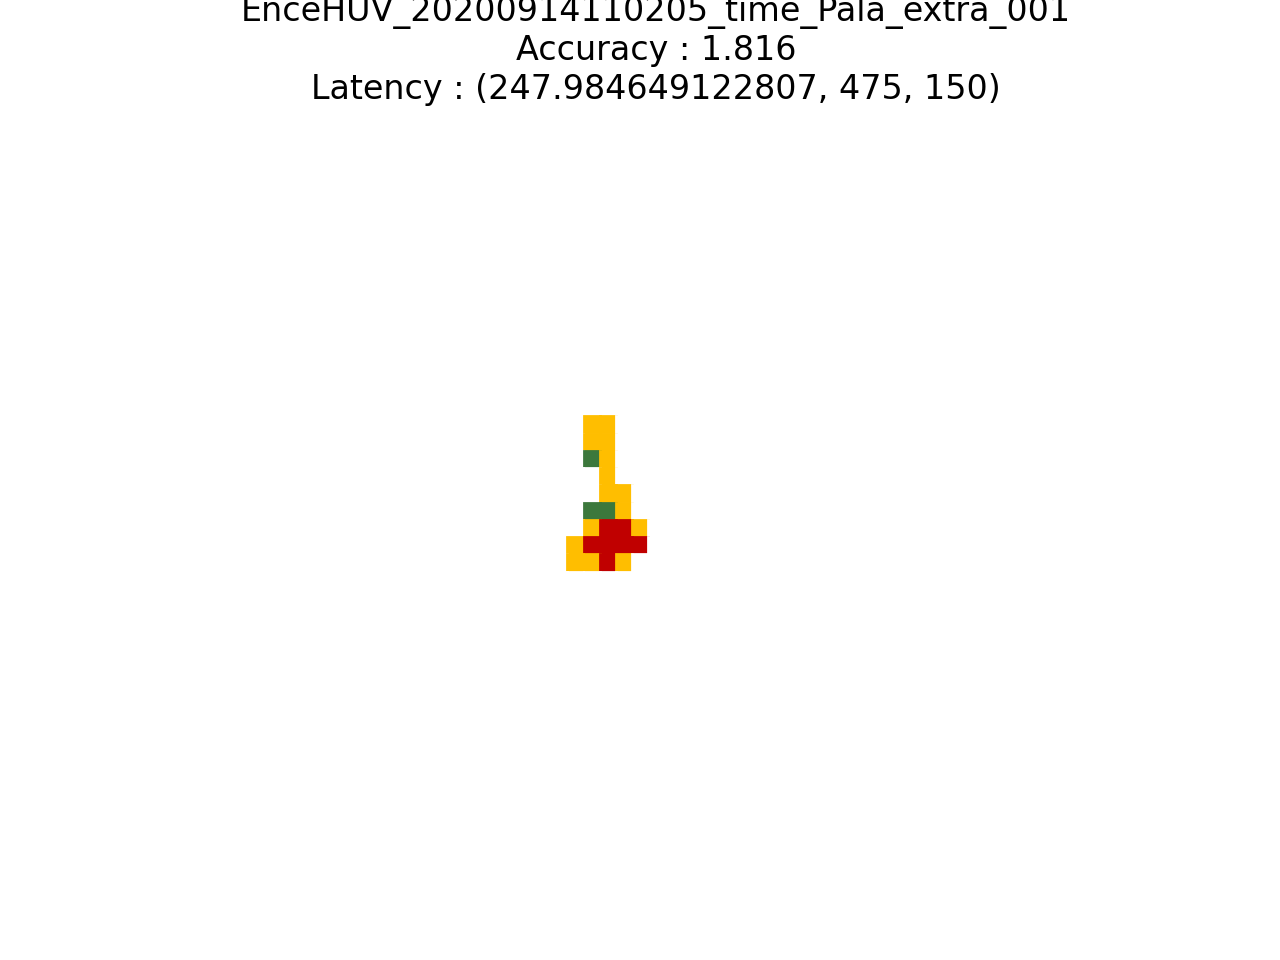 EnceHUV_20200914110205_time_Pala_extra_001
Accuracy : 1.816
Latency : (247.984649122807, 475, 150)